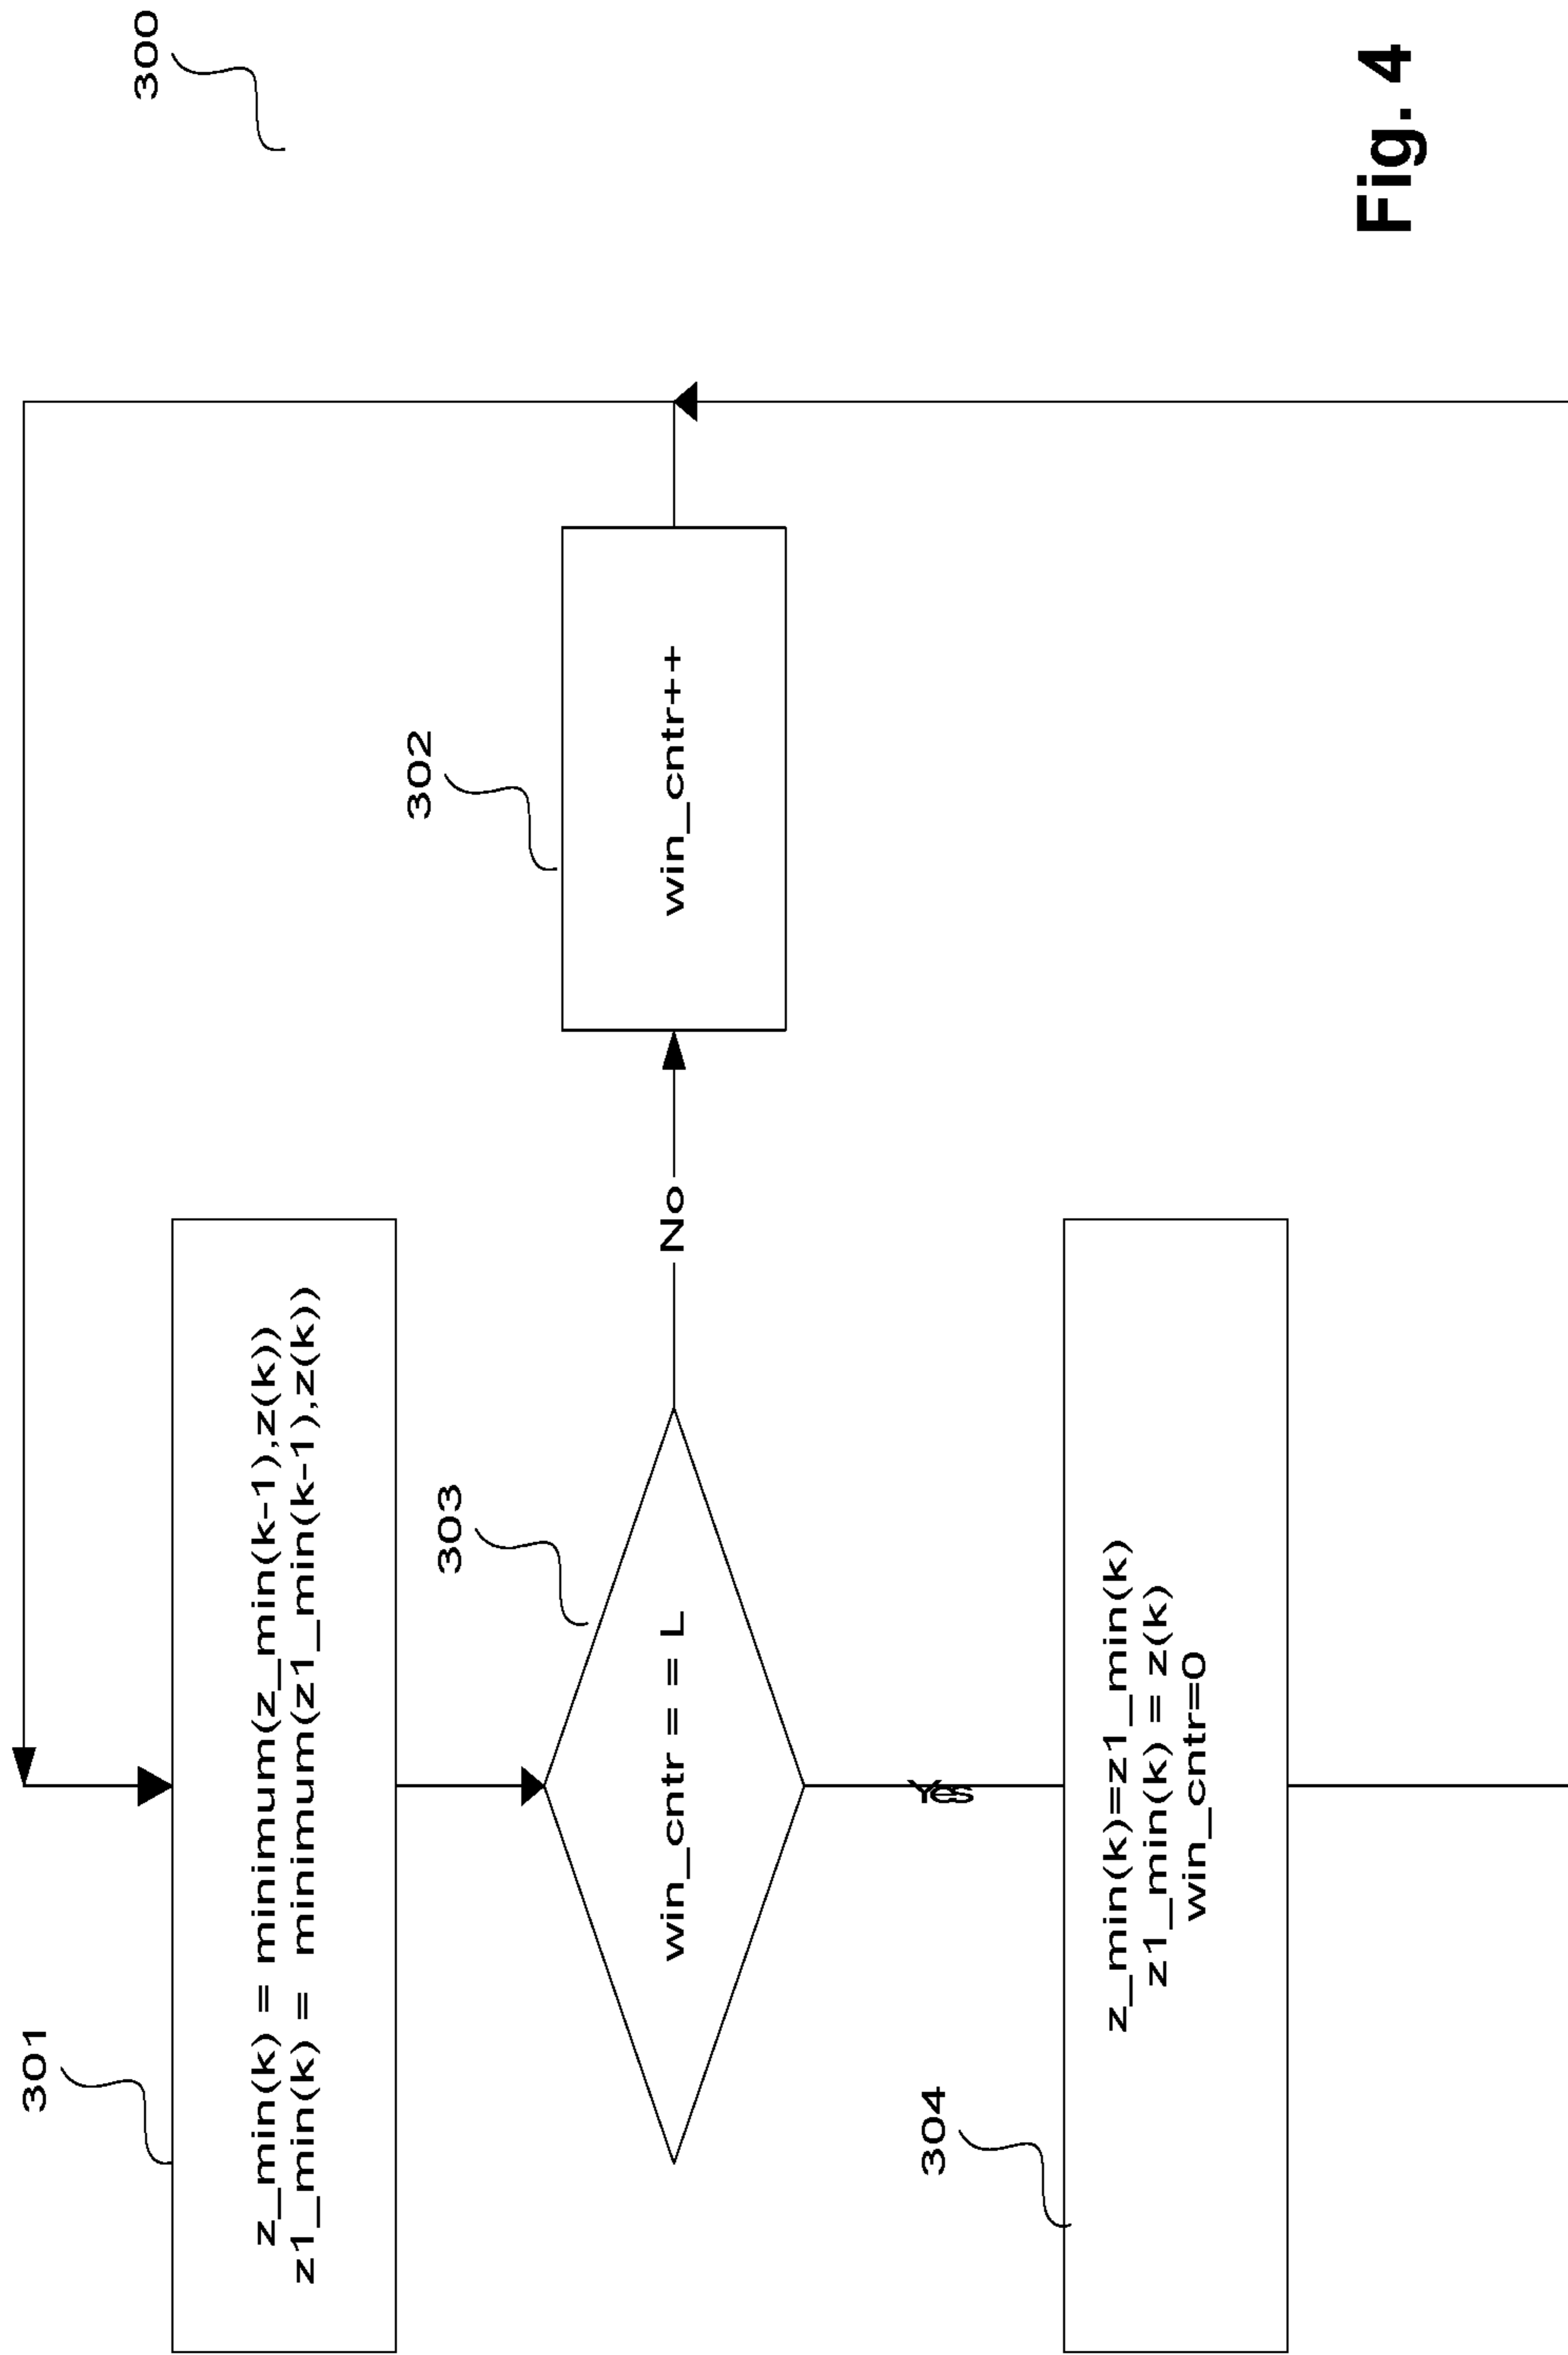 300
301
z_min(k) = minimum(z_min(k-1),z(k))
z1_min(k) = minimum(z1_min(k-1),z(k))
303
win_cntr = = L
No
302
win_cntr++
Yes
304
z_min(k)=z1_min(k)
z1_min(k) = z(k)
win_cntr=0
Fig. 4